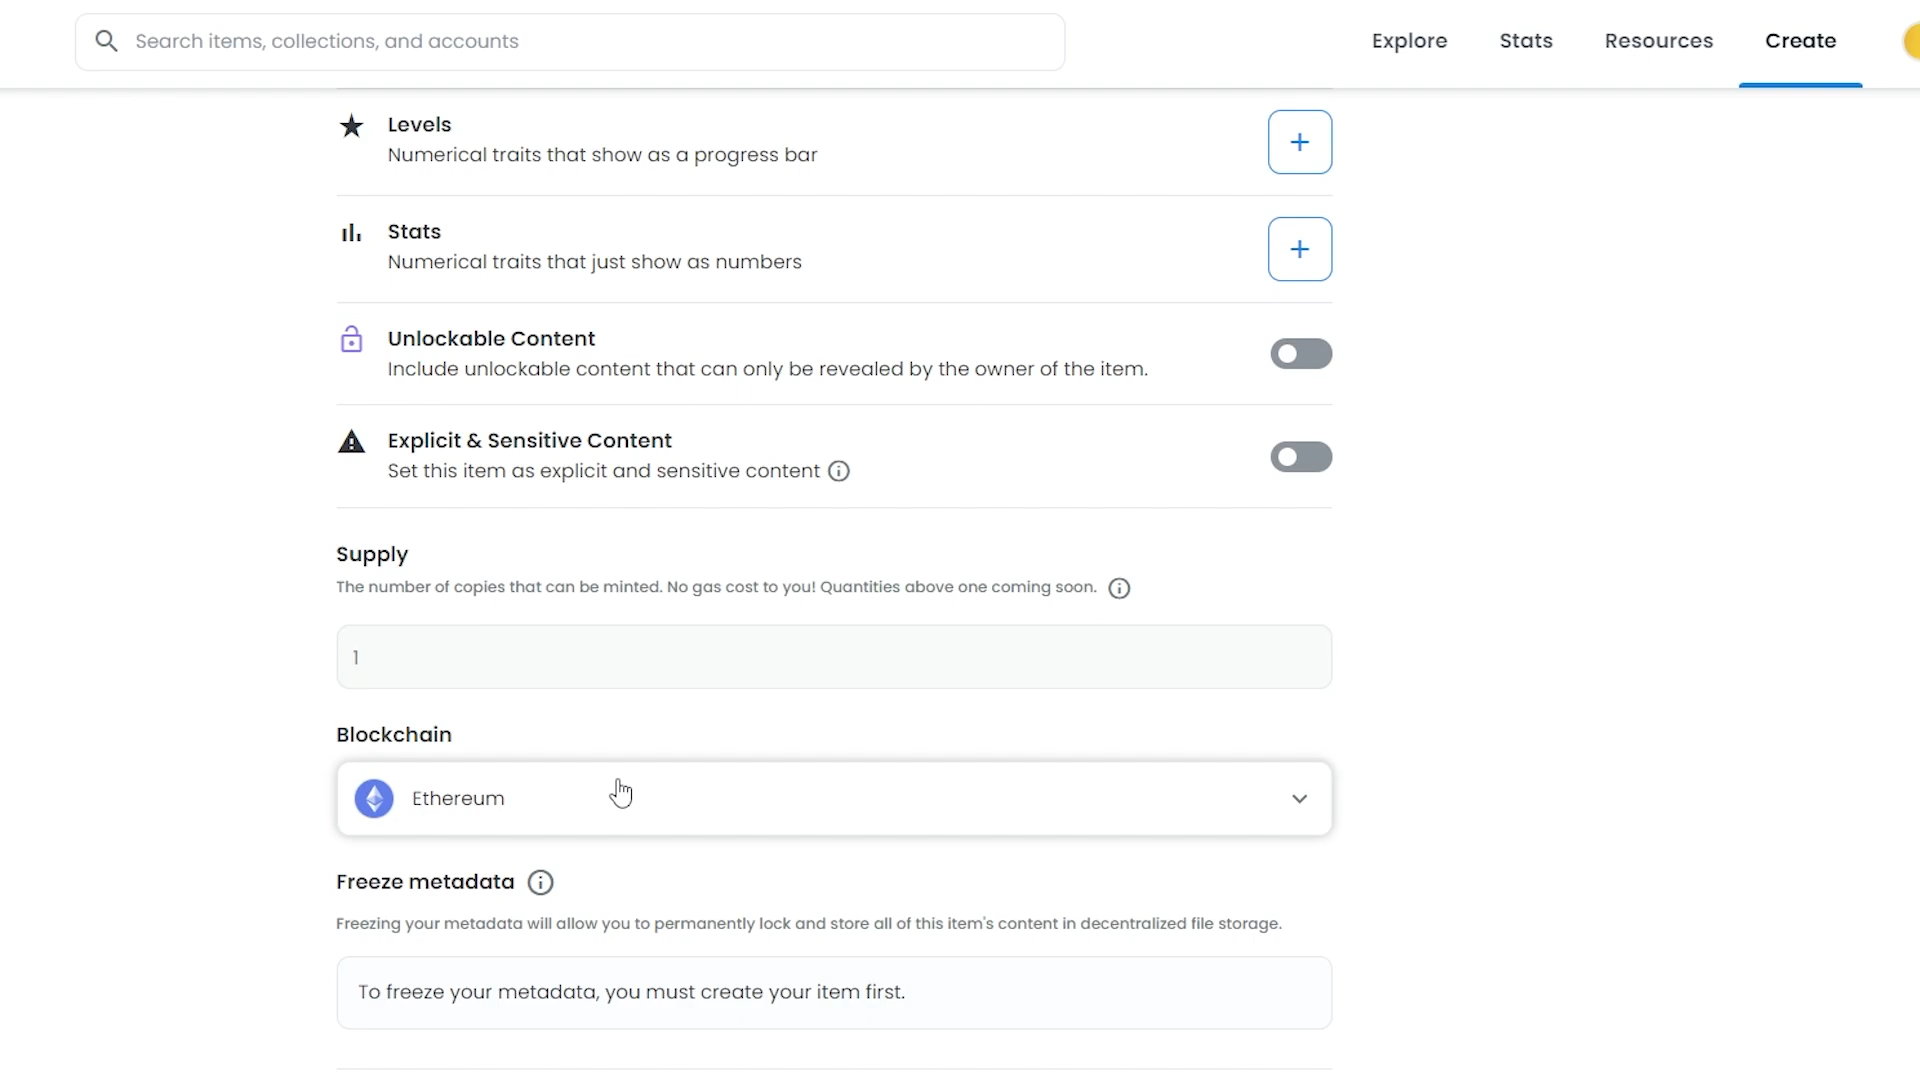 Search items, collections, and accounts
Explore
Stats
Resources
Create
Levels
Numerical traits that show as a progress bar
Stats
Numerical traits that just show as numbers
Unlockable Content
Include unlockable content that can only be revealed by the owner of the item.
Explicit & Sensitive Content
Set this item as explicit and sensitive content
Supply
The number of copies that can be minted. No gas cost to you! Quantities above one coming soon.
1
Blockchain
Ethereum
Freeze metadata
Freezing your metadata will allow you to permanently lock and store all of this item's content in decentralized file storage.
To freeze your metadata, you must create your item first.